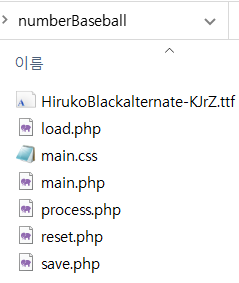 numberBaseball
이름
HirukoBlackalternate-KJrZ.ttf
load.php
main.css
main.php
process.php
reset.php
save.php